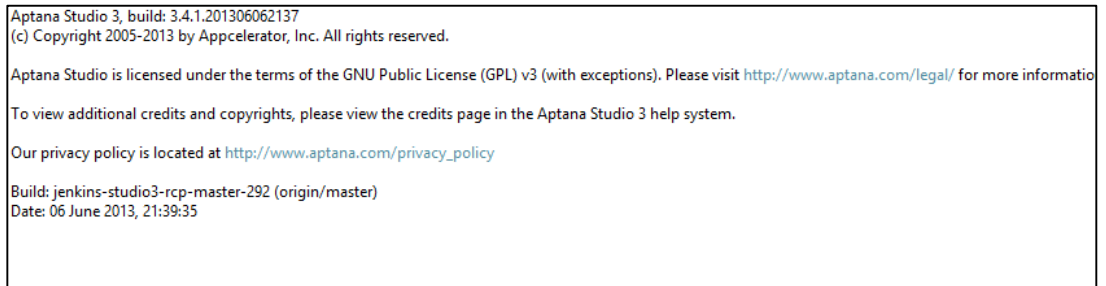 Aptana Studio 3, build: 3.4.1.201306062137
(c) Copyright 2005-2013 by Appcelerator, Inc. All rights reserved.
Aptana Studio is licensed under the terms of the GNU Public License (GPL) v3 (with exceptions). Please visit http://www.aptana.com/legal/ for more informatio
To view additional credits and copyrights, please view the credits page in the Aptana Studio 3 help system.
Our privacy policy is located at http://www.aptana.com/privacy_policy
Build: jenkins-studio3-rcp-master-292 (origin/master)
Date: 06 June 2013, 21:39:35